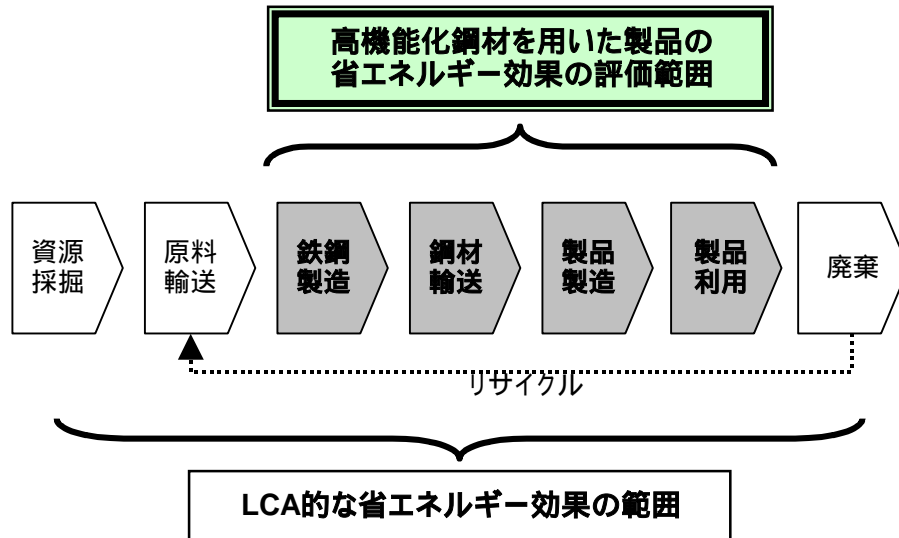 高機能化鋼材を用いた製品の
省エネルギー効果の評価範囲
資源
採掘
原料
輸送
鉄鋼
製造
鋼材
輸送
製品
製造
製品
利用
廃棄
リサイクル
LCA的な省エネルギー効果の範囲